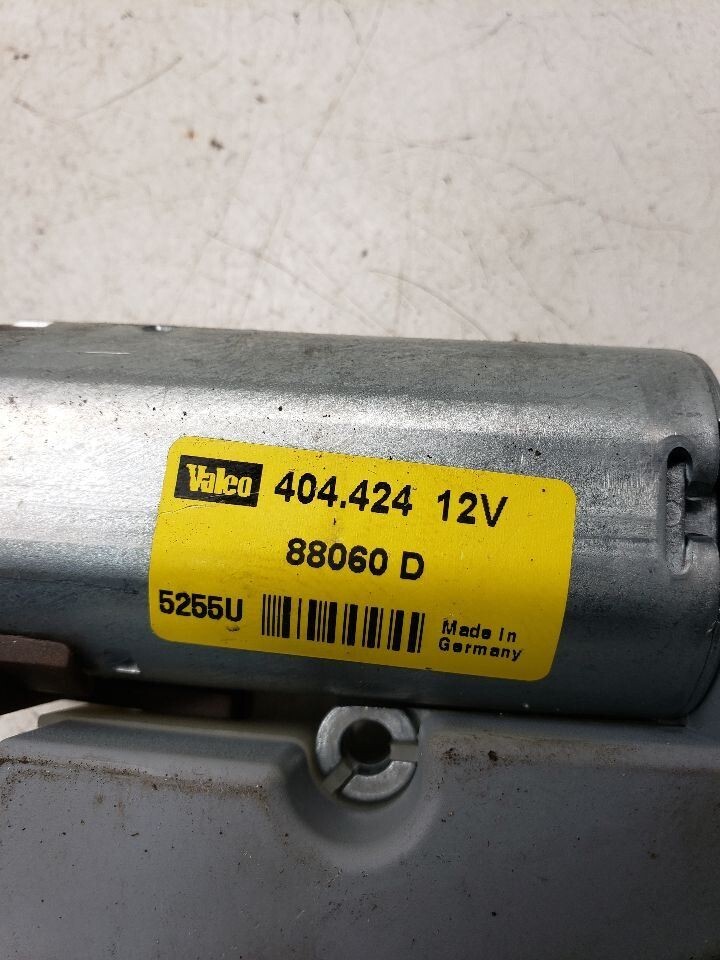 Valeo 404.424 12V
88060 D
5255U Made in
Germany